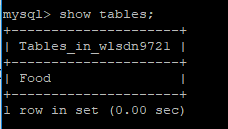 mysql> show tables;
+--------------------+
| Tables_in_wlsdn9721 |
+--------------------+
| Food |
+--------------------+
1 row in set (0.00 sec)